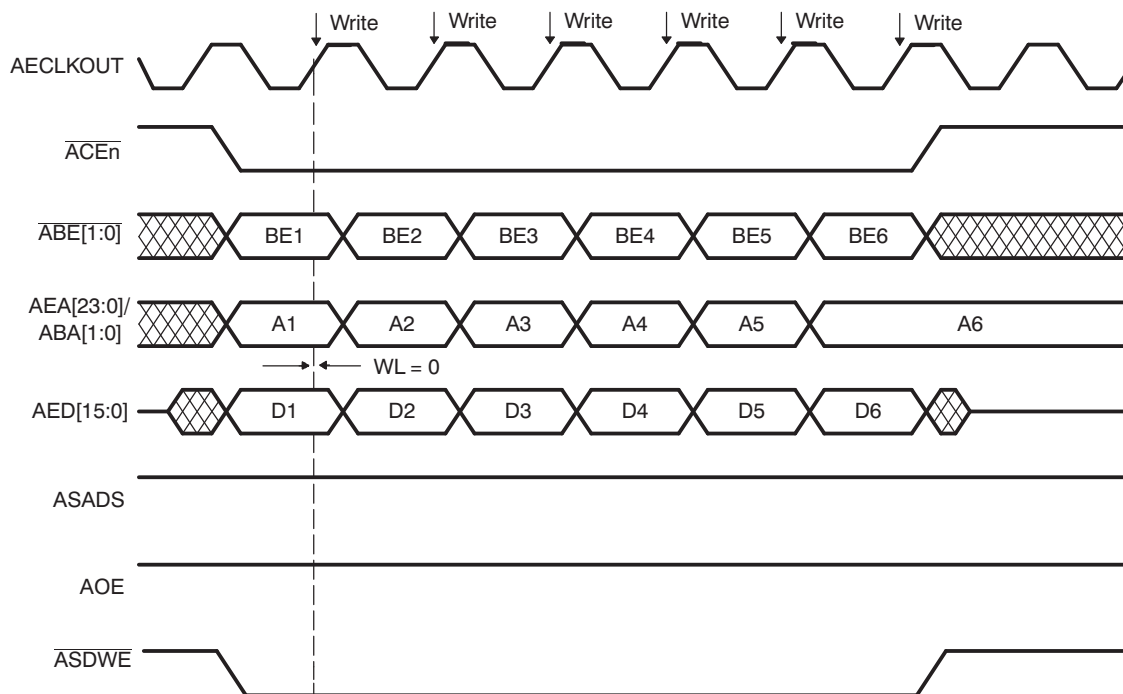 Write Write Write Write Write Write
AECLKOUT
ACEn
ABE[1:0] BE1 BE2 BE3 BE4 BE5 BE6
AEA[23:0]/
ABA[1:0] A1 A2 A3 A4 A5 A6
WL = 0
AED[15:0] D1 D2 D3 D4 D5 D6
ASADS
AOE
ASDWE